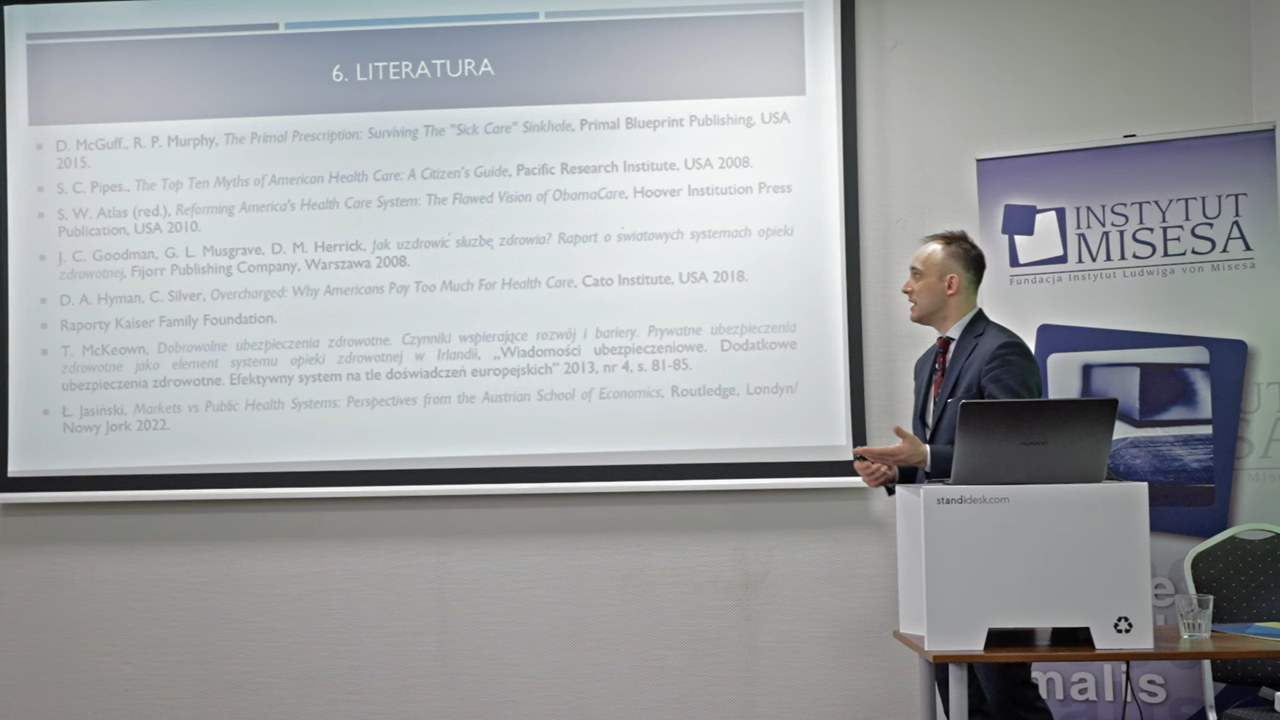 6. LITERATURA
D. McGuff., R. P. Murphy, The Primal Prescription: Surviving The "Sick Care" Sinkhole, Primal Blueprint Publishing, USA
2015.
S. C. Pipes., The Top Ten Myths of American Health Care: A Citizen's Guide, Pacific Research Institute, USA 2008.
S. W. Atlas (red.), Reforming America's Health Care System: The Flawed Vision of ObamaCare, Hoover Institution Press
Publication, USA 2010.
J. C. Goodman, G. L. Musgrave, D. M. Herrick, Jak uzdrowić służbę zdrowia? Raport o światowych systemach opieki
zdrowotnej, Fijorr Publishing Company, Warszawa 2008.
D. A. Hyman, C. Silver, Overcharged: Why Americans Pay Too Much For Health Care, Cato Institute, USA 2018.
Raporty Kaiser Family Foundation.
T. McKeown, Dobrowolne ubezpieczenia zdrowotne. Czynniki wspierające rozwój i bariery. Prywatne ubezpieczenia
zdrowotne jako element systemu opieki zdrowotnej w Irlandii, „Wiadomości ubezpieczeniowe. Dodatkowe
ubezpieczenia zdrowotne. Efektywny system na tle doświadczeń europejskich" 2013, nr 4, s. 81-85.
Ł. Jasiński, Markets vs Public Health Systems: Perspectives from the Austrian School of Economics, Routledge, Londyn/
Nowy Jork 2022.
INSTYTUT
MISESA
Fundacja Instytut Ludwiga von Misesa
HUAWEI
standidesk.com
malis